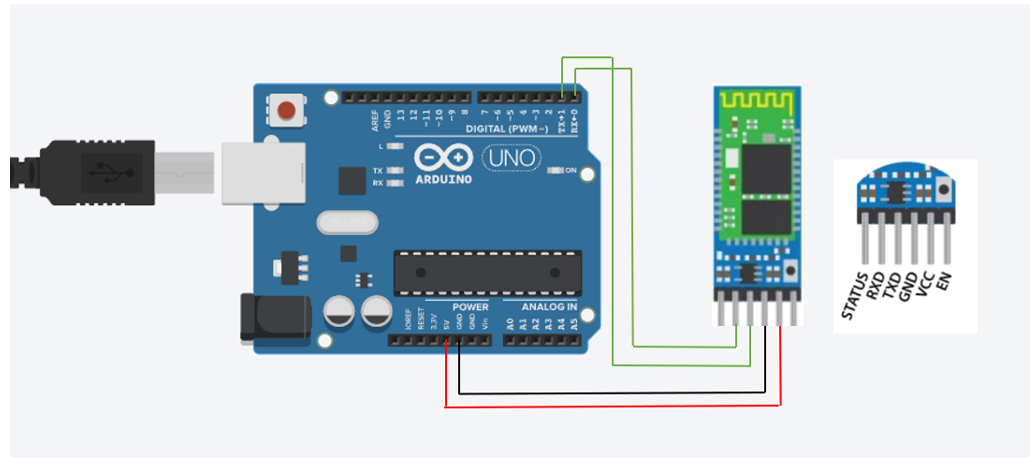 AREF
GND
13
12
~11
~10
~9
8
7
~6
~5
4
~3
2
TX→1
RX←0
DIGITAL (PWM~)
L
TX
RX
ARDUINO
UNO
ON
POWER
ANALOG IN
IOREF
RESET
3.3V
5V
GND
GND
Vin
A0
A1
A2
A3
A4
A5
STATUS
RXD
TXD
GND
VCC
EN